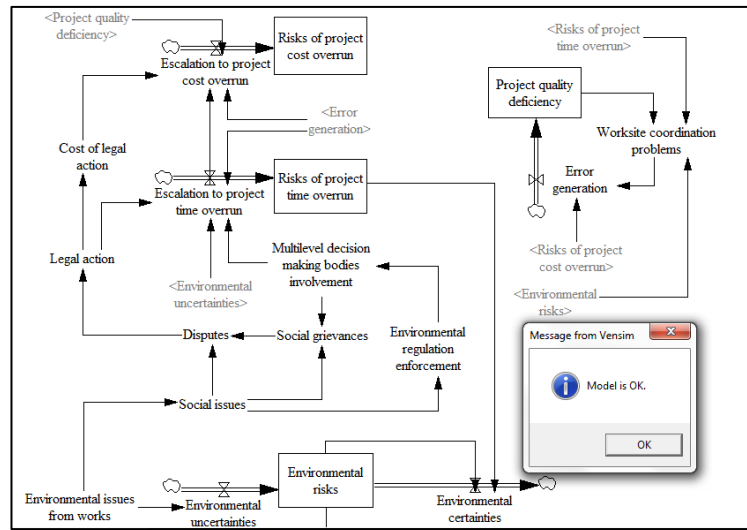 <Project quality
deficiency>
Risks of project
cost overrun
Escalation to project
cost overrun
<Error
generation>
Cost of legal
action
Risks of project
time overrun
Escalation to project
time overrun
Legal action
Multilevel decision
making bodies
involvement
<Environmental
uncertainties>
Disputes
Social grievances
Environmental
regulation
enforcement
Social issues
Environmental issues
from works
Environmental
risks
Environmental
uncertainties
Environmental
certainties
<Risks of project
time overrun>
Project quality
deficiency
Worksite coordination
problems
Error
generation
<Risks of project
cost overrun>
<Environmental
risks>
Message from Vensim
Model is OK.
OK